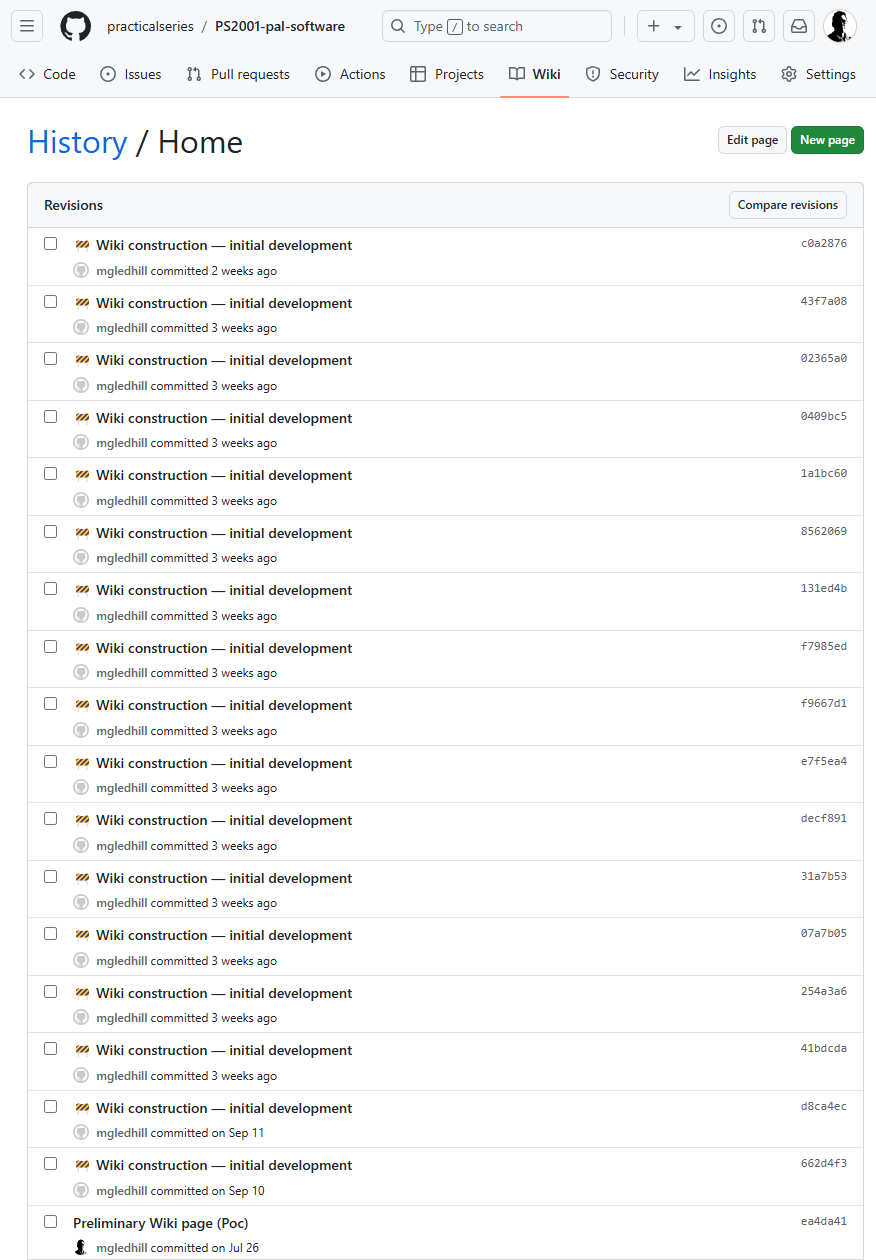 practicalseries / PS2001-pal-software Type / to search
Code Issues Pull requests Actions Projects Wiki Security Insights Settings
History / Home Edit page New page
Revisions Compare revisions
Wiki construction — initial development c0a2876
mgledhill committed 2 weeks ago
Wiki construction — initial development 43f7a08
mgledhill committed 3 weeks ago
Wiki construction — initial development 02365a0
mgledhill committed 3 weeks ago
Wiki construction — initial development 0409bc5
mgledhill committed 3 weeks ago
Wiki construction — initial development 1a1bc60
mgledhill committed 3 weeks ago
Wiki construction — initial development 8562069
mgledhill committed 3 weeks ago
Wiki construction — initial development 131ed4b
mgledhill committed 3 weeks ago
Wiki construction — initial development f7985ed
mgledhill committed 3 weeks ago
Wiki construction — initial development f9667d1
mgledhill committed 3 weeks ago
Wiki construction — initial development e7f5ea4
mgledhill committed 3 weeks ago
Wiki construction — initial development decf891
mgledhill committed 3 weeks ago
Wiki construction — initial development 31a7b53
mgledhill committed 3 weeks ago
Wiki construction — initial development 07a7b05
mgledhill committed 3 weeks ago
Wiki construction — initial development 254a3a6
mgledhill committed 3 weeks ago
Wiki construction — initial development 41bdcda
mgledhill committed 3 weeks ago
Wiki construction — initial development d8ca4ec
mgledhill committed on Sep 11
Wiki construction — initial development 662d4f3
mgledhill committed on Sep 10
Preliminary Wiki page (Poc) ea4da41
mgledhill committed on Jul 26